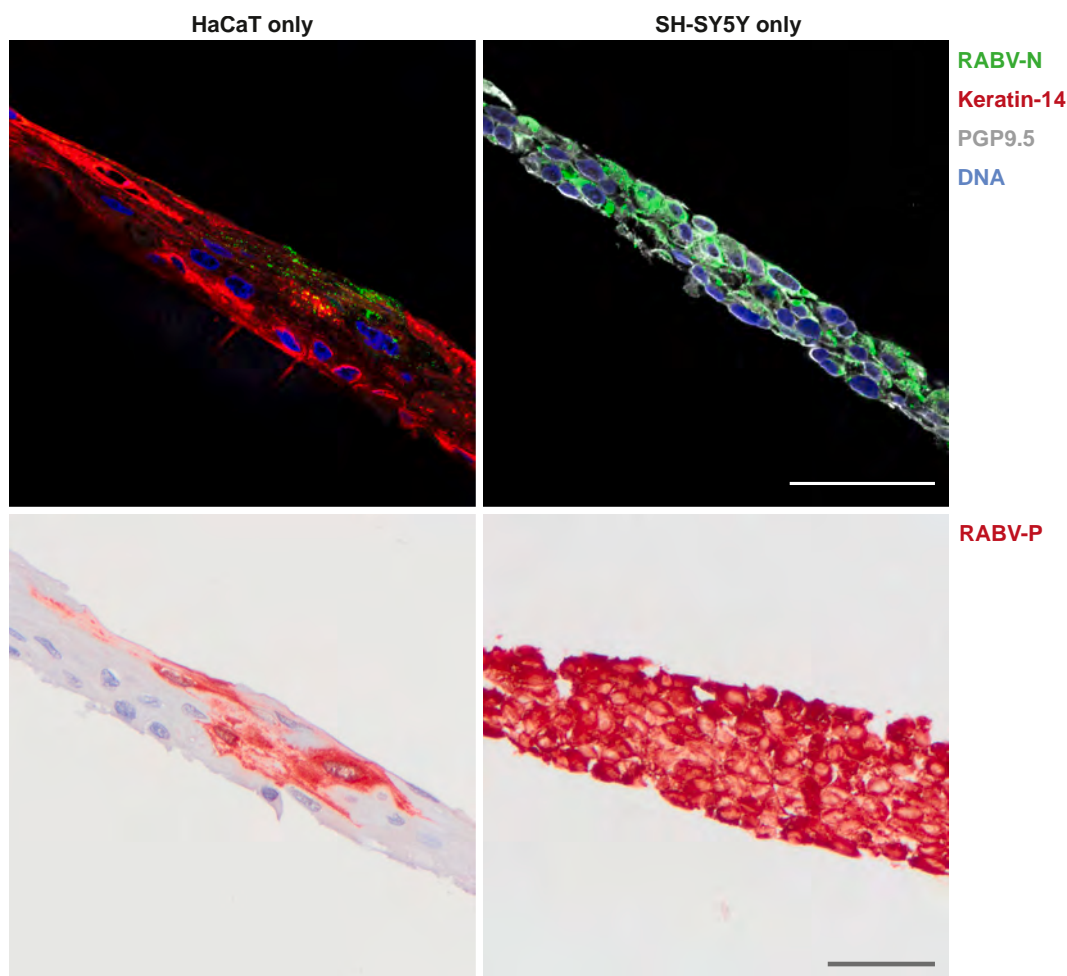 HaCaT only
SH-SY5Y only
RABV-N
Keratin-14
PGP9.5
DNA
RABV-P